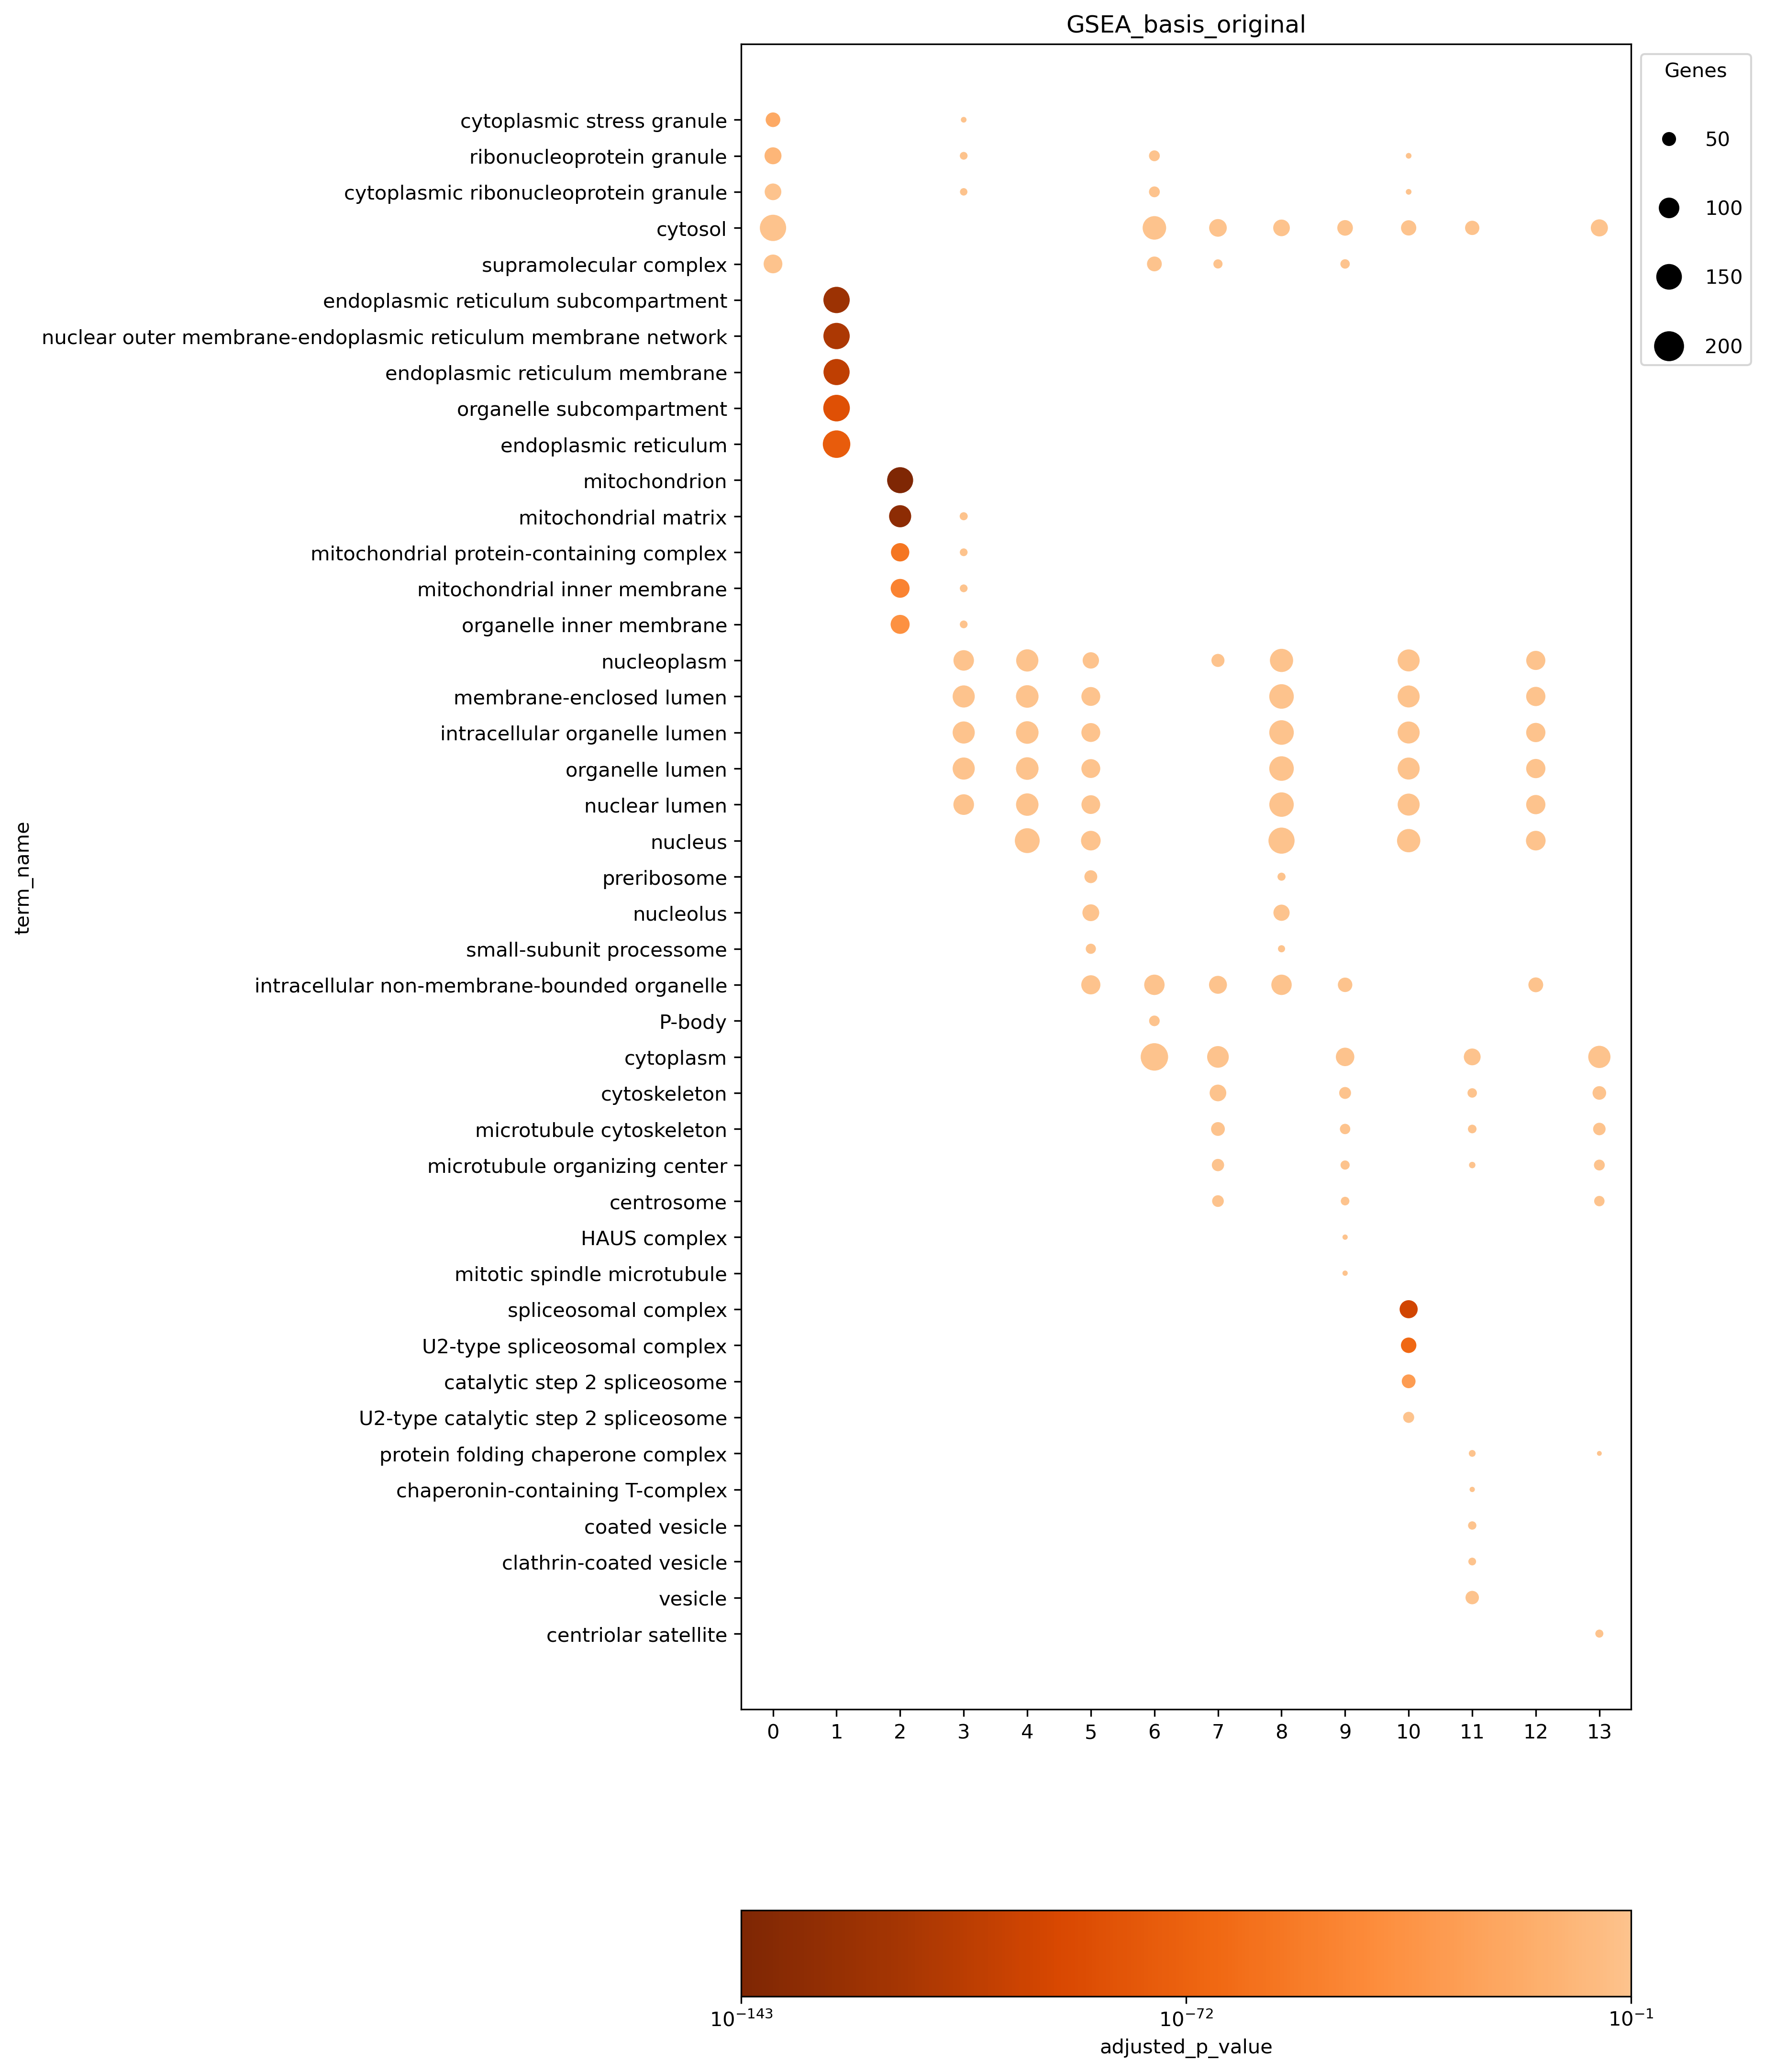 GSEA_basis_original
Genes
50
100
150
200
cytoplasmic stress granule
ribonucleoprotein granule
cytoplasmic ribonucleoprotein granule
cytosol
supramolecular complex
endoplasmic reticulum subcompartment
nuclear outer membrane-endoplasmic reticulum membrane network
endoplasmic reticulum membrane
organelle subcompartment
endoplasmic reticulum
mitochondrion
mitochondrial matrix
mitochondrial protein-containing complex
mitochondrial inner membrane
organelle inner membrane
nucleoplasm
membrane-enclosed lumen
intracellular organelle lumen
organelle lumen
nuclear lumen
nucleus
preribosome
nucleolus
small-subunit processome
intracellular non-membrane-bounded organelle
P-body
cytoplasm
cytoskeleton
microtubule cytoskeleton
microtubule organizing center
centrosome
HAUS complex
mitotic spindle microtubule
spliceosomal complex
U2-type spliceosomal complex
catalytic step 2 spliceosome
U2-type catalytic step 2 spliceosome
protein folding chaperone complex
chaperonin-containing T-complex
coated vesicle
clathrin-coated vesicle
vesicle
centriolar satellite
term_name
0 1 2 3 4 5 6 7 8 9 10 11 12 13
10⁻¹⁴³ 10⁻⁷² 10⁻¹
adjusted_p_value